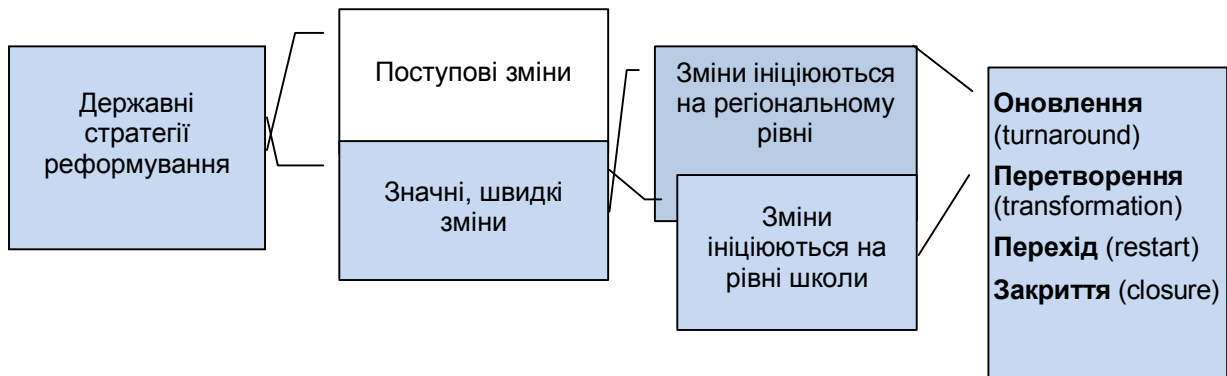 Державні
стратегії
реформування
Поступові зміни
Значні, швидкі
зміни
Зміни ініціюються
на регіональному
рівні
Зміни
ініціюються на
рівні школи
Оновлення
(turnaround)
Перетворення
(transformation)
Перехід (restart)
Закриття (closure)